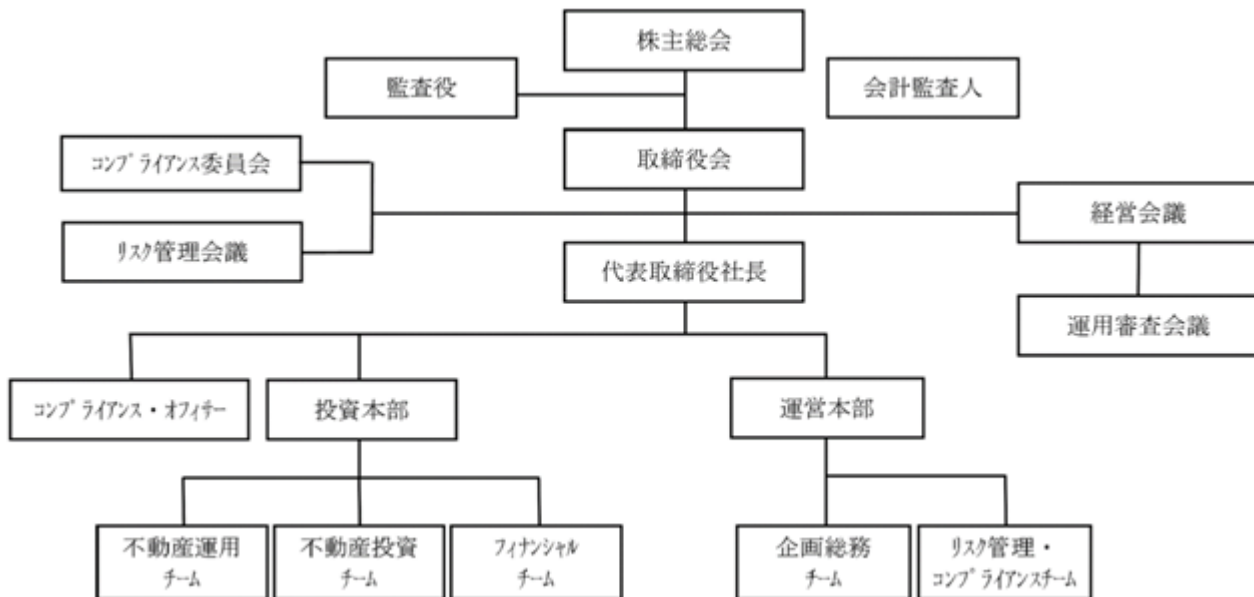 株主総会
監査役
会計監査人
取締役会
コンプライアンス委員会
経営会議
リスク管理会議
代表取締役社長
運用審査会議
コンプライアンス・オフィサー
投資本部
運営本部
不動産運用
チーム
不動産投資
チーム
フィナンシャル
チーム
企画総務
チーム
リスク管理・
コンプライアンスチーム